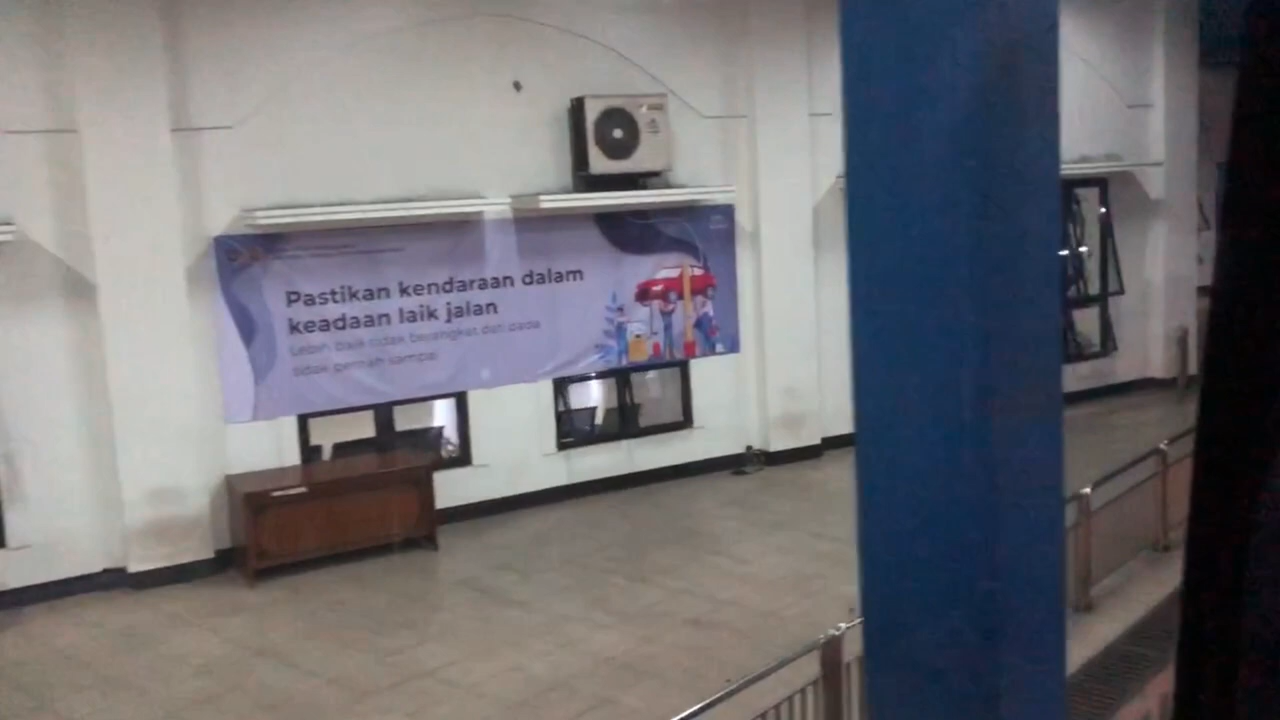 Pastikan kendaraan dalam
keadaan laik jalan
Lebih baik tidak berangkat dari pada
tidak pernah sampai